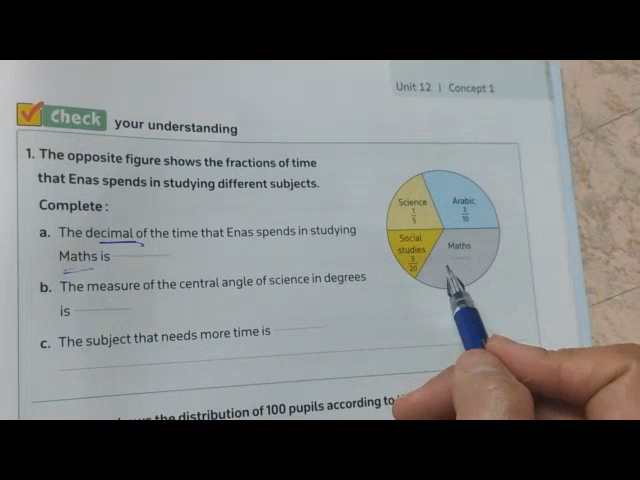 Unit 12 | Concept 1
Check your understanding
1. The opposite figure shows the fractions of time
that Enas spends in studying different subjects.
Complete :
a. The decimal of the time that Enas spends in studying
Maths is
b. The measure of the central angle of science in degrees
is
c. The subject that needs more time is
Science
1/5
Arabic
3/10
Social
studies
3/20
Maths
the distribution of 100 pupils according to